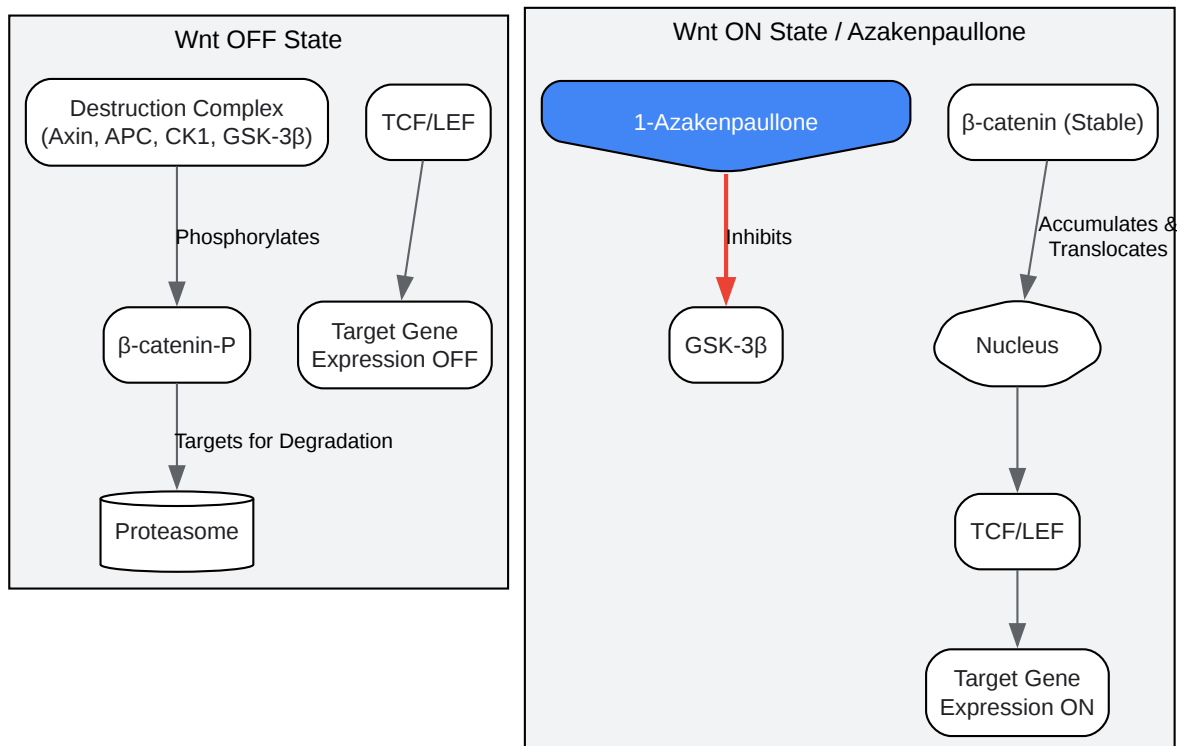 Wnt OFF State
Destruction Complex
(Axin, APC, CK1, GSK-3β)
TCF/LEF
Phosphorylates
β-catenin-P
Target Gene
Expression OFF
Targets for Degradation
Proteasome
Wnt ON State / Azakenpaullone
1-Azakenpaullone
β-catenin (Stable)
Inhibits
Accumulates &
Translocates
GSK-3β
Nucleus
TCF/LEF
Target Gene
Expression ON